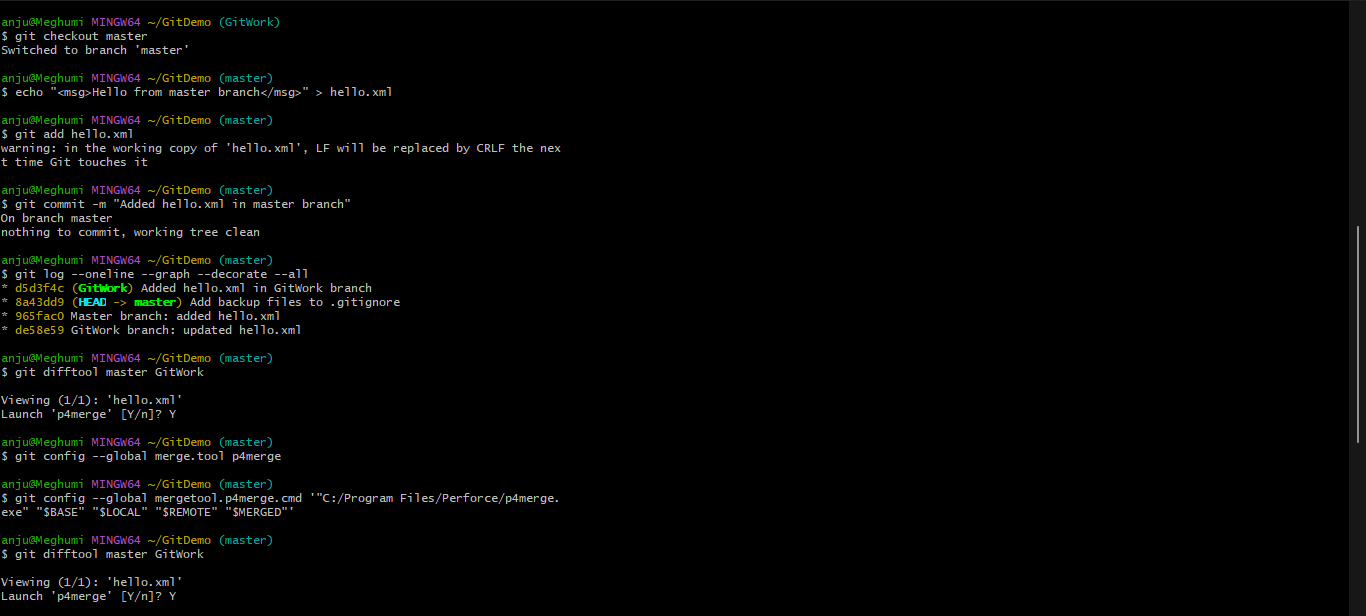 anju@Meghumi MINGW64 ~/GitDemo (GitWork)
$ git checkout master
Switched to branch 'master'
anju@Meghumi MINGW64 ~/GitDemo (master)
$ echo "<msg>Hello from master branch</msg>" > hello.xml
anju@Meghumi MINGW64 ~/GitDemo (master)
$ git add hello.xml
warning: in the working copy of 'hello.xml', LF will be replaced by CRLF the nex
t time Git touches it
anju@Meghumi MINGW64 ~/GitDemo (master)
$ git commit -m "Added hello.xml in master branch"
On branch master
nothing to commit, working tree clean
anju@Meghumi MINGW64 ~/GitDemo (master)
$ git log --oneline --graph --decorate --all
* d5d3f4c (GitWork) Added hello.xml in GitWork branch
* 8a43dd9 (HEAD -> master) Add backup files to .gitignore
* 965fac0 Master branch: added hello.xml
* de58e59 GitWork branch: updated hello.xml
anju@Meghumi MINGW64 ~/GitDemo (master)
$ git difftool master GitWork
Viewing (1/1): 'hello.xml'
Launch 'p4merge' [Y/n]? Y
anju@Meghumi MINGW64 ~/GitDemo (master)
$ git config --global merge.tool p4merge
anju@Meghumi MINGW64 ~/GitDemo (master)
$ git config --global mergetool.p4merge.cmd '"C:/Program Files/Perforce/p4merge.
exe" "$BASE" "$LOCAL" "$REMOTE" "$MERGED"'
anju@Meghumi MINGW64 ~/GitDemo (master)
$ git difftool master GitWork
Viewing (1/1): 'hello.xml'
Launch 'p4merge' [Y/n]? Y